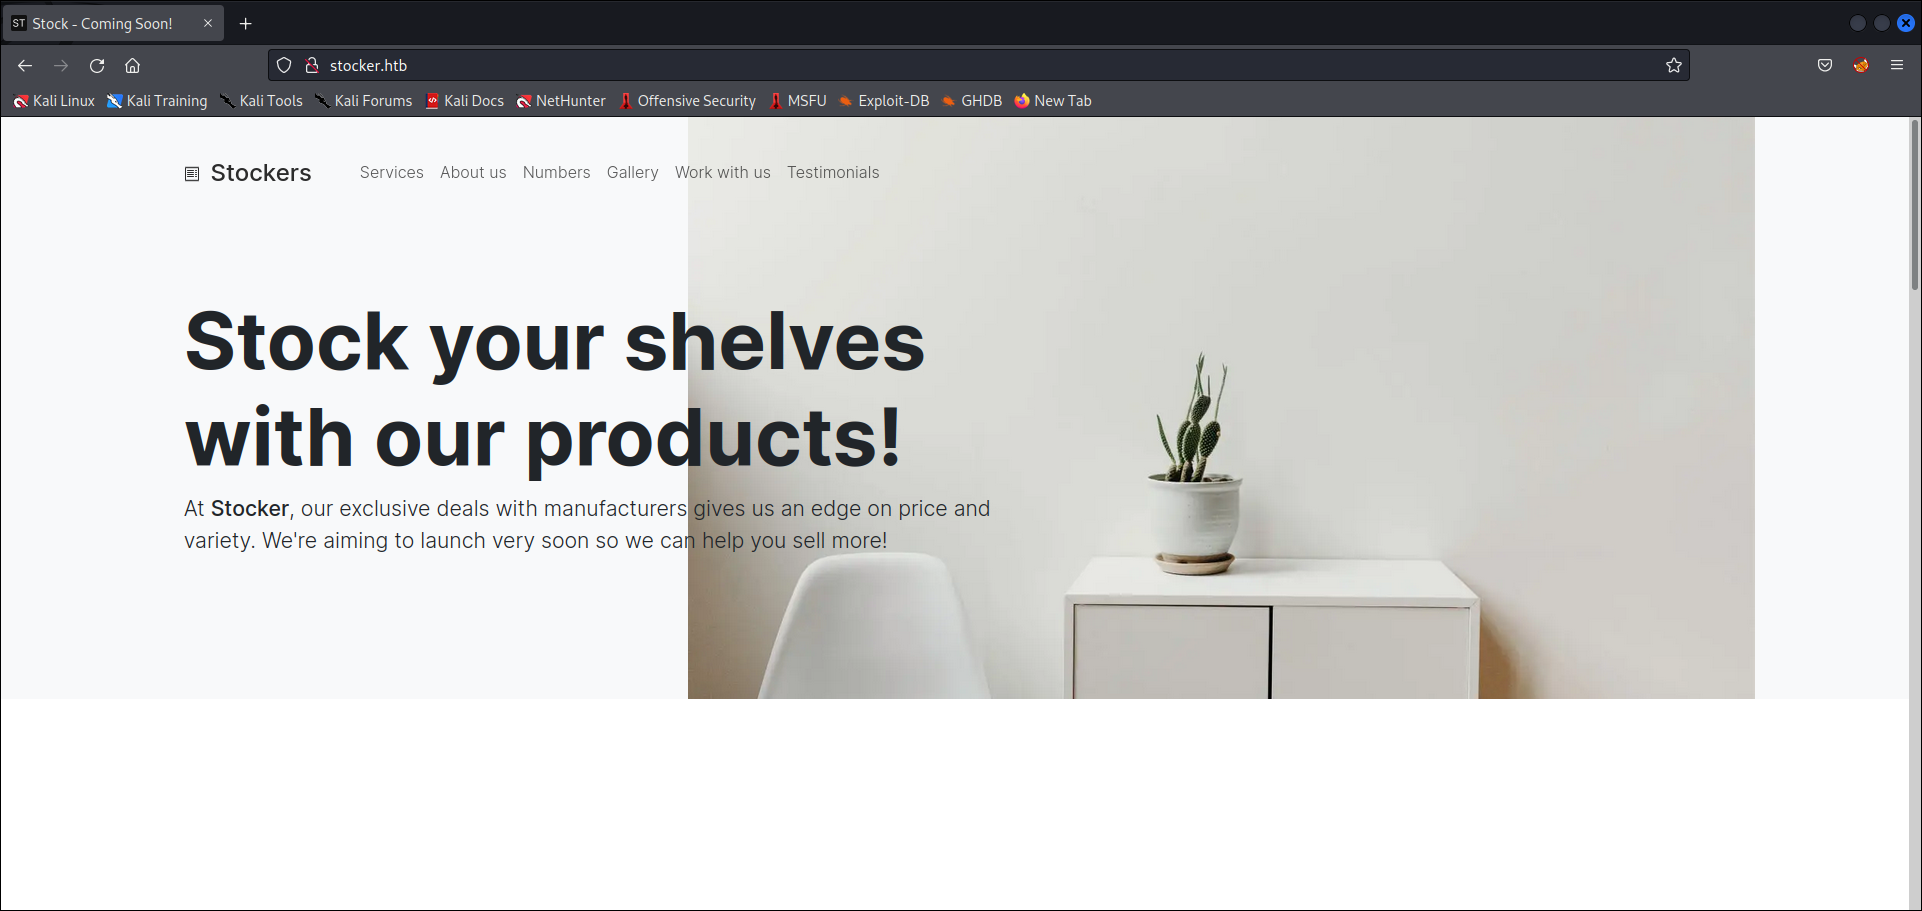 ST Stock - Coming Soon!
stocker.htb
Kali Linux Kali Training Kali Tools Kali Forums Kali Docs NetHunter Offensive Security MSFU Exploit-DB GHDB New Tab
Stockers Services About us Numbers Gallery Work with us Testimonials
Stock your shelves
with our products!
At Stocker, our exclusive deals with manufacturers gives us an edge on price and
variety. We're aiming to launch very soon so we can help you sell more!